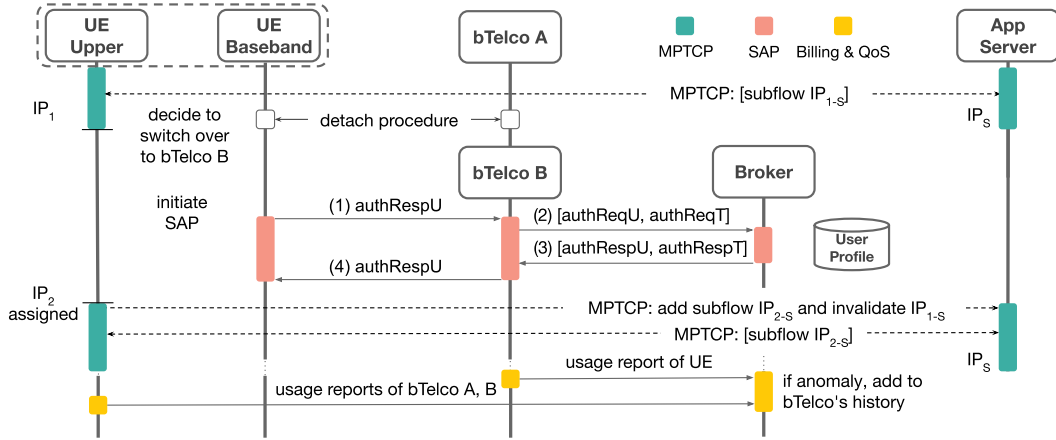 UE
Upper
UE
Baseband
bTelco A
MPTCP
SAP
Billing & QoS
App
Server
MPTCP: [subflow IP1-S]
IP1
decide to
switch over
to bTelco B
detach procedure
IPS
bTelco B
Broker
initiate
SAP
(1) authRespU
(2) [authReqU, authReqT]
(3) [authRespU, authRespT]
(4) authRespU
User
Profile
IP2
assigned
MPTCP: add subflow IP2-S and invalidate IP1-S
MPTCP: [subflow IP2-S]
IPS
usage report of UE
usage reports of bTelco A, B
if anomaly, add to
bTelco's history